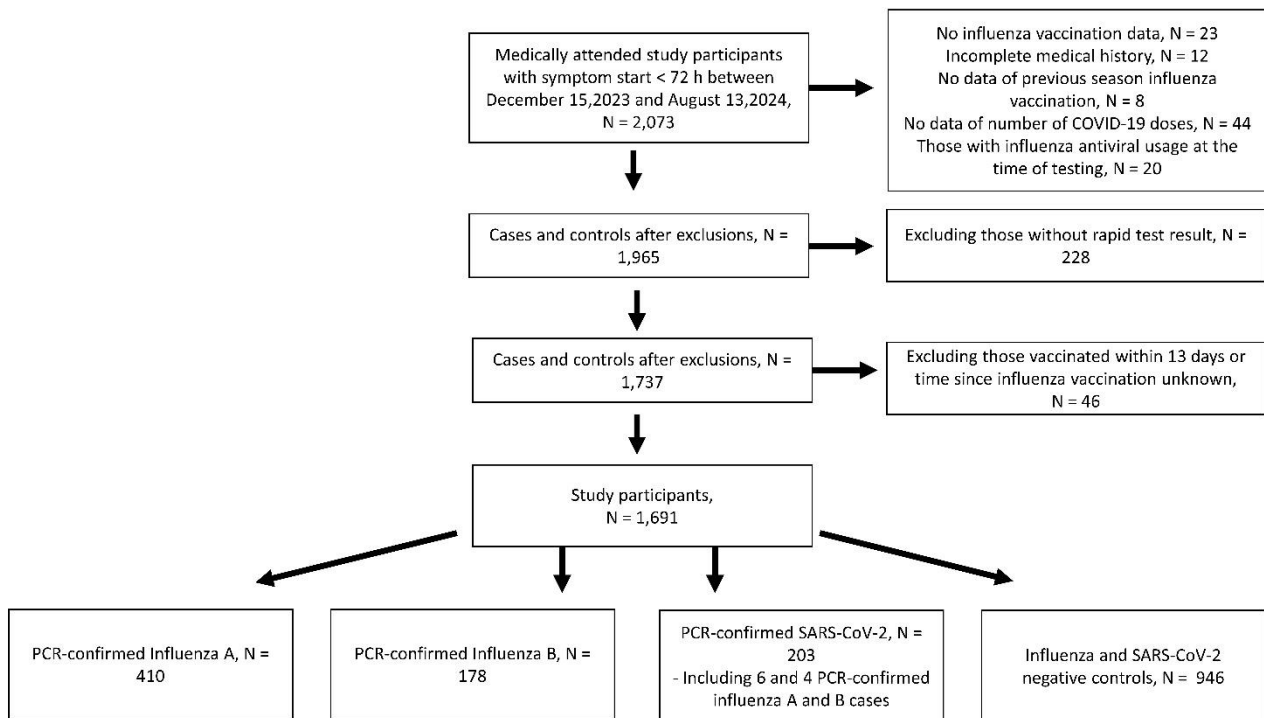 Medically attended study participants
with symptom start < 72 h between
December 15,2023 and August 13,2024,
N = 2,073
No influenza vaccination data, N = 23
Incomplete medical history, N = 12
No data of previous season influenza
vaccination, N = 8
No data of number of COVID-19 doses, N = 44
Those with influenza antiviral usage at the
time of testing, N = 20
Cases and controls after exclusions, N =
1,965
Excluding those without rapid test result, N =
228
Cases and controls after exclusions, N =
1,737
Excluding those vaccinated within 13 days or
time since influenza vaccination unknown,
N = 46
Study participants,
N = 1,691
PCR-confirmed Influenza A, N =
410
PCR-confirmed Influenza B, N =
178
PCR-confirmed SARS-CoV-2, N =
203
- Including 6 and 4 PCR-confirmed
influenza A and B cases
Influenza and SARS-CoV-2
negative controls, N = 946